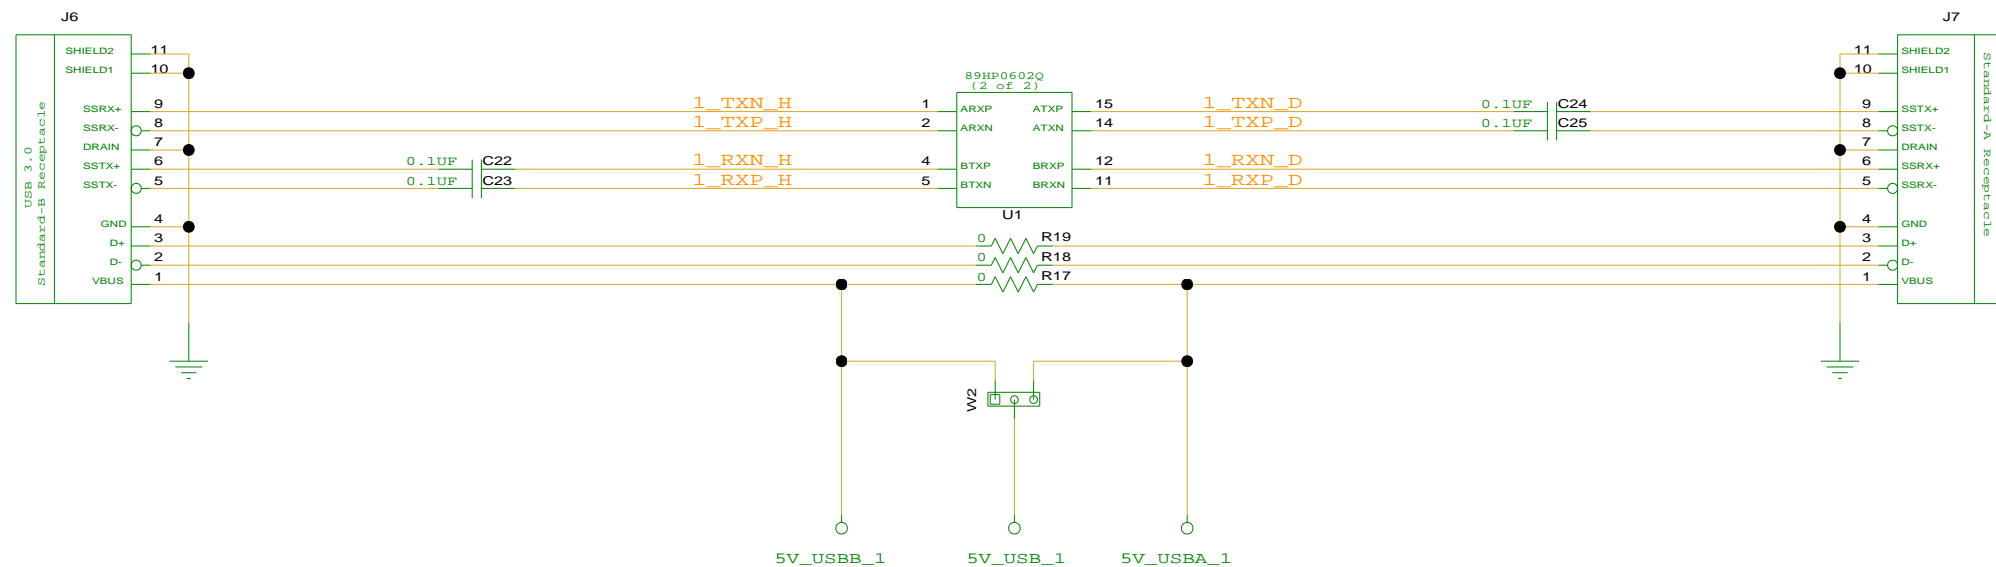 J6
J7
SHIELD2 11
SHIELD1 10
SSRX+ 9
SSRX- 8
DRAIN 7
SSTX+ 6
SSTX- 5
GND 4
D+ 3
D- 2
VBUS 1
USB 3.0
Standard-B Receptacle
0.1UF C22
0.1UF C23
1_TXN_H
1_TXP_H
1_RXN_H
1_RXP_H
89HP0602Q
(2 of 2)
1 ARXP ATXP 15
2 ARXN ATXN 14
4 BTXP BRXP 12
5 BTXN BRXN 11
U1
0 R19
0 R18
0 R17
1_TXN_D
1_TXP_D
1_RXN_D
1_RXP_D
0.1UF C24
0.1UF C25
11 SHIELD2
10 SHIELD1
9 SSTX+
8 SSTX-
7 DRAIN
6 SSRX+
5 SSRX-
4 GND
3 D+
2 D-
1 VBUS
Standard-A Receptacle
W2
5V_USBB_1
5V_USB_1
5V_USBA_1